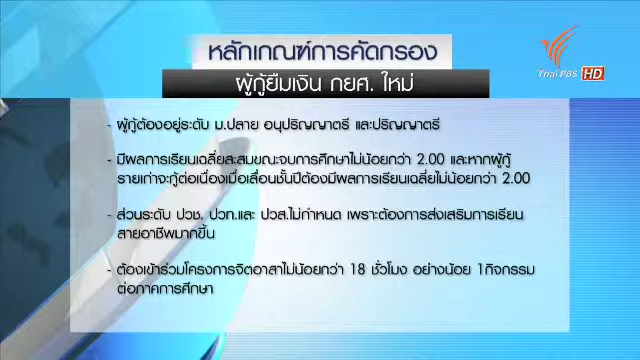 Thai PBS HD
หลักเกณฑ์การคัดกรอง
ผู้กู้ยืมเงิน กยศ. ใหม่
- ผู้กู้ต้องอยู่ระดับ ม.ปลาย อนุปริญญาตรี และปริญญาตรี
- มีผลการเรียนเฉลี่ยสะสมขณะจบการศึกษาไม่น้อยกว่า 2.00 และหากผู้กู้
รายเก่าจะกู้ต่อเนื่องเมื่อเลื่อนชั้นปีต้องมีผลการเรียนเฉลี่ยไม่น้อยกว่า 2.00
- ส่วนระดับ ปวช. ปวท.และ ปวส.ไม่กำหนด เพราะต้องการส่งเสริมการเรียน
สายอาชีพมากขึ้น
- ต้องเข้าร่วมโครงการจิตอาสาไม่น้อยกว่า 18 ชั่วโมง อย่างน้อย 1กิจกรรม
ต่อภาคการศึกษา